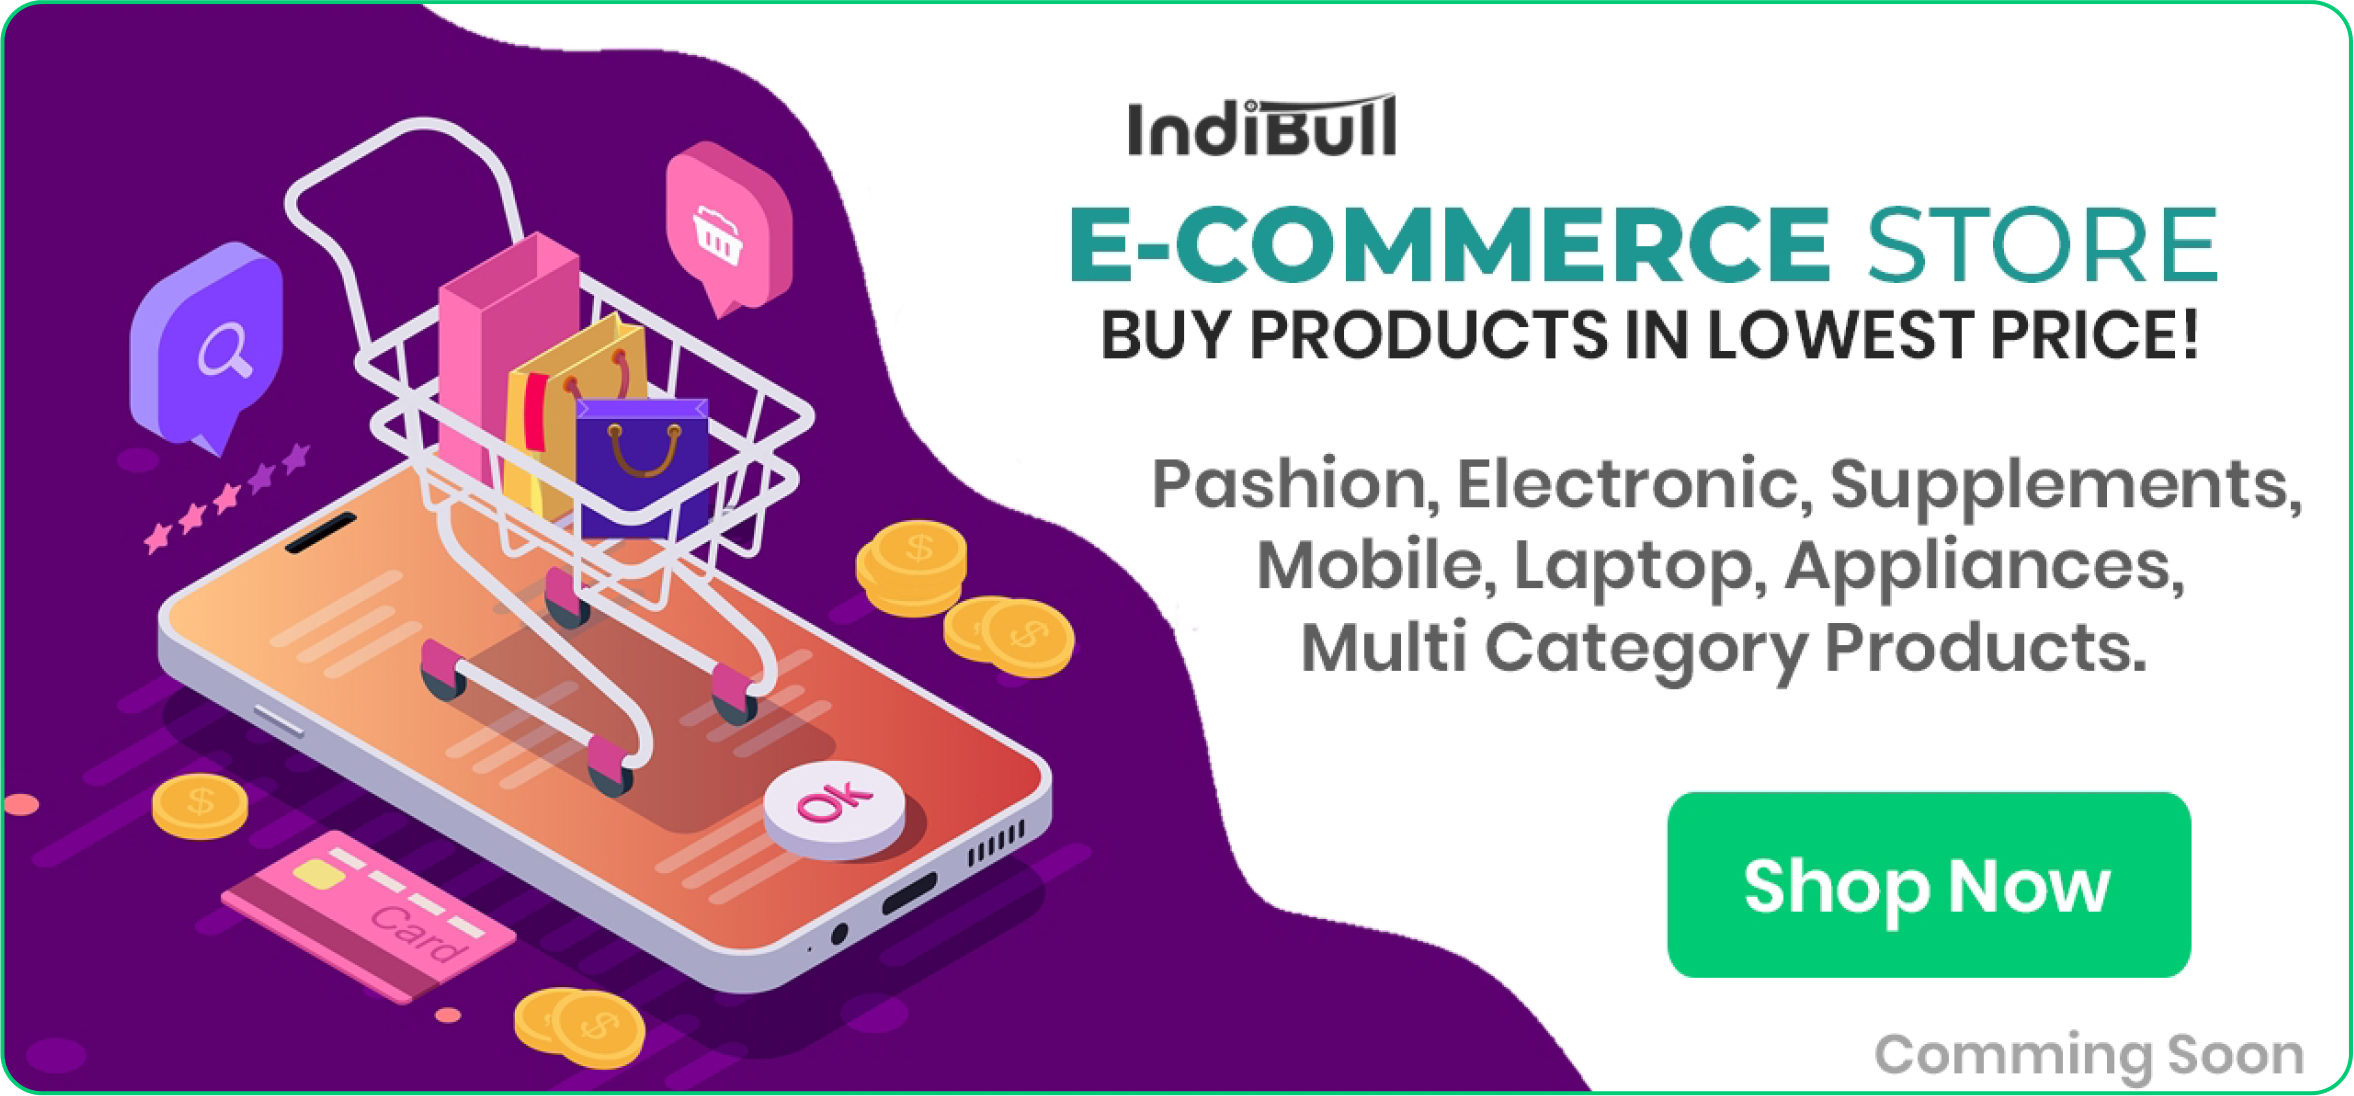 IndiBull
E-COMMERCE STORE
BUY PRODUCTS IN LOWEST PRICE!
Pashion, Electronic, Supplements,
Mobile, Laptop, Appliances,
Multi Category Products.
Shop Now
Comming Soon
Ok
Card
$
$
$
$
$